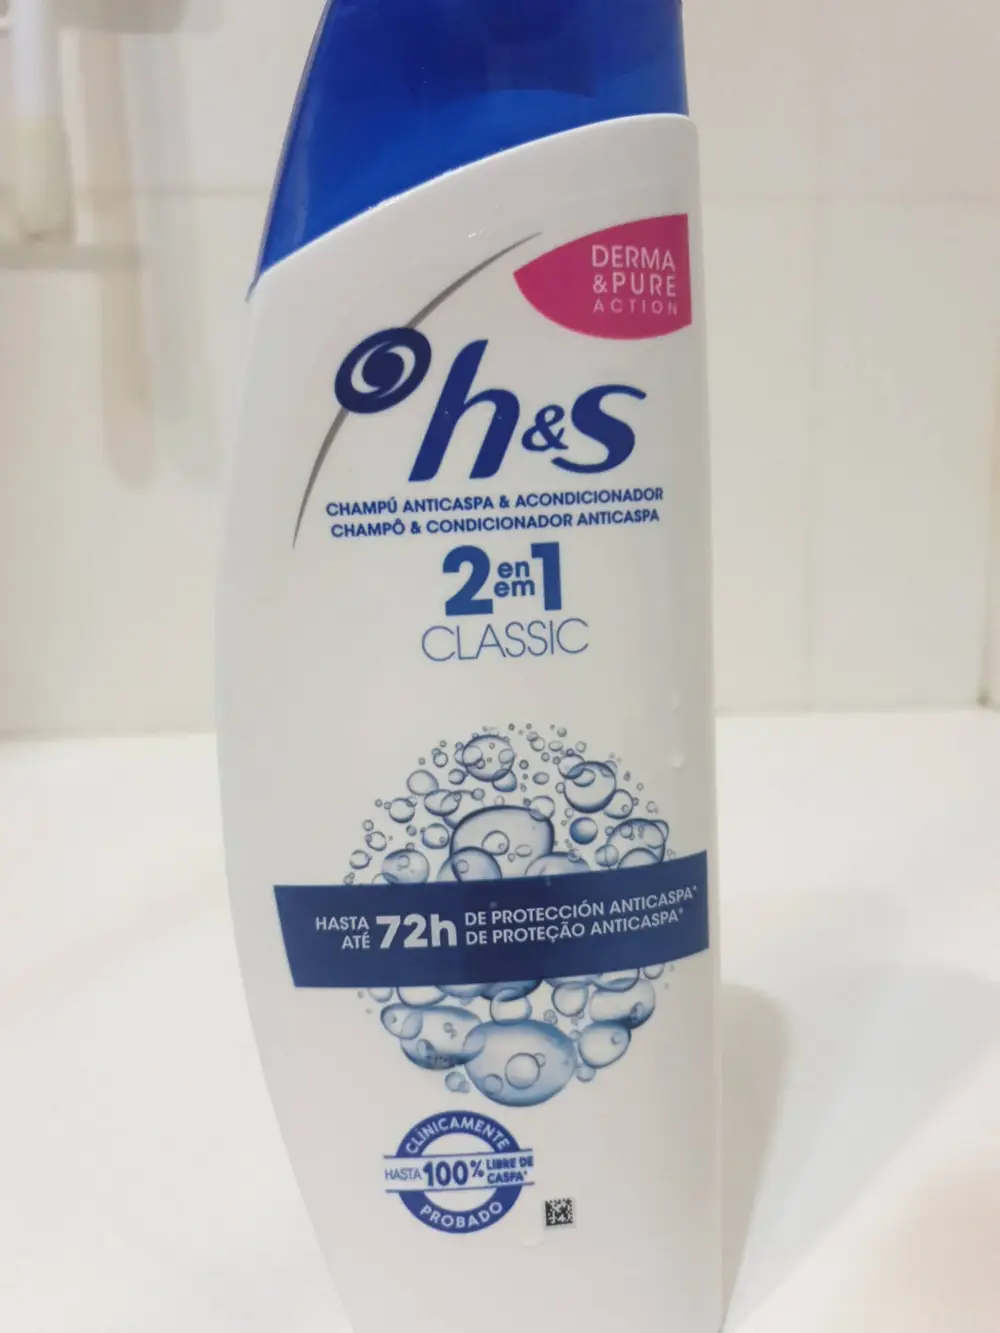 DERMA
&PURE
ACTION
h&s
CHAMPÚ ANTICASPA & ACONDICIONADOR
CHAMPÔ & CONDICIONADOR ANTICASPA
2 en em 1
CLASSIC
HASTA ATÉ 72h DE PROTECCIÓN ANTICASPA*
DE PROTEÇÃO ANTICASPA*
CLÍNICAMENTE
HASTA 100% LIBRE DE CASPA*
PROBADO